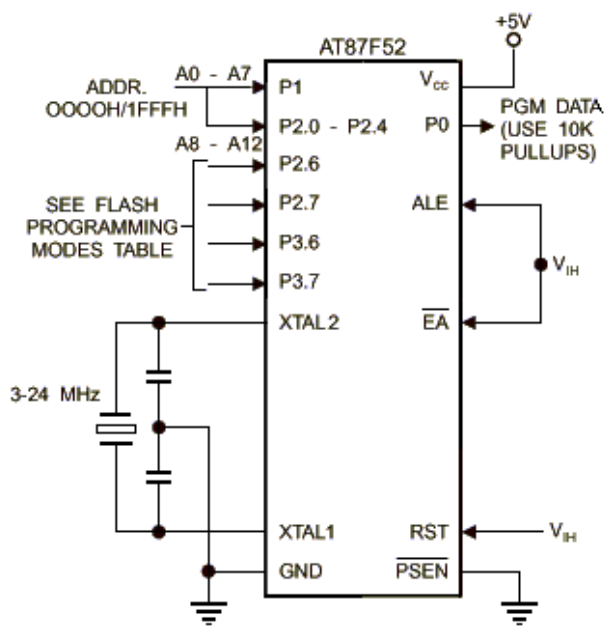 +5V
AT87F52
A0 - A7
ADDR.
OOOOH/1FFFH
P1
VCC
P2.0 - P2.4
P0
PGM DATA
(USE 10K
PULLUPS)
A8 - A12
P2.6
SEE FLASH
PROGRAMMING
MODES TABLE
P2.7
ALE
P3.6
P3.7
VIH
XTAL2
EA
3-24 MHz
XTAL1
RST
VIH
GND
PSEN